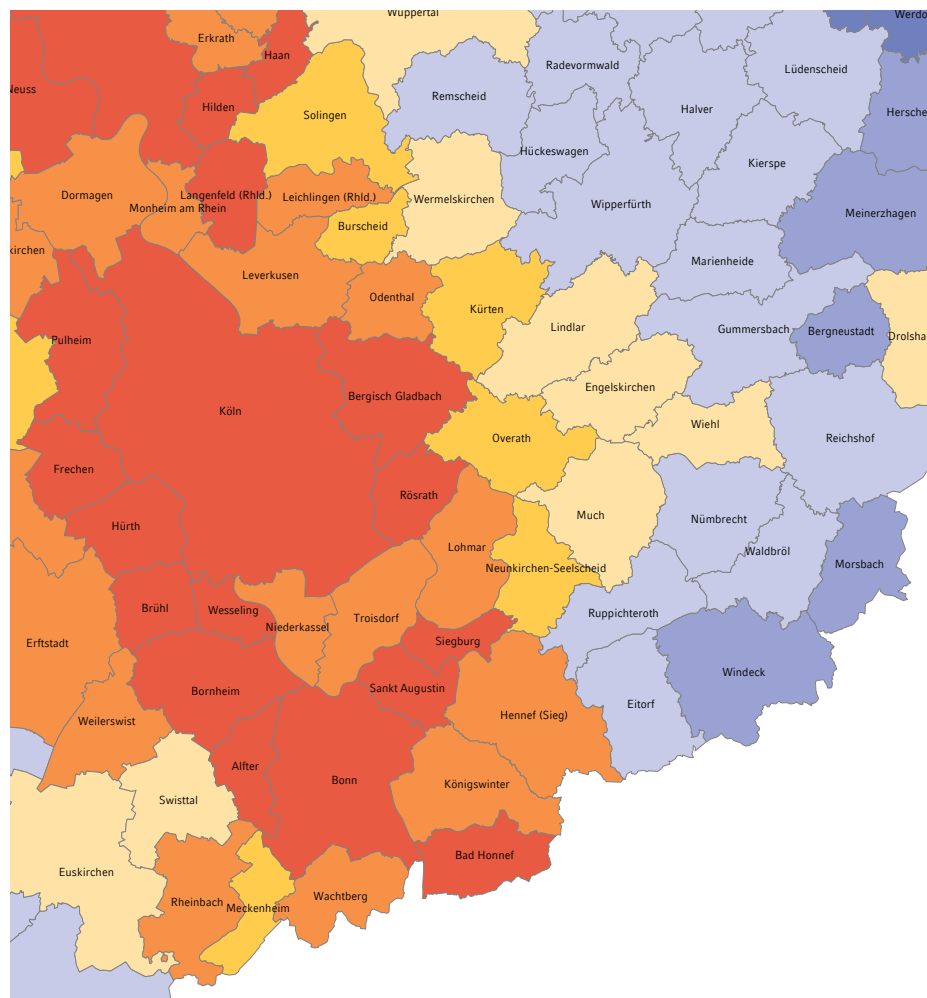 Wuppertal
Werdo
Erkrath
Haan
Radevormwald
Lüdenscheid
Neuss
Remscheid
Hilden
Solingen
Halver
Hersche
Hückeswagen
Kierspe
Dormagen
Langenfeld (Rhld.)
Leichlingen (Rhld.)
Wermelskirchen
Monheim am Rhein
Wipperfürth
Meinerzhagen
Burscheid
kirchen
Marienheide
Leverkusen
Odenthal
Kürten
Lindlar
Gummersbach
Bergneustadt
Drolsha
Pulheim
Engelskirchen
Bergisch Gladbach
Köln
Wiehl
Overath
Reichshof
Frechen
Rösrath
Much
Nümbrecht
Hürth
Lohmar
Waldbröl
Neunkirchen-Seelscheid
Morsbach
Brühl
Wesseling
Ruppichteroth
Troisdorf
Niederkassel
Siegburg
Erftstadt
Windeck
Bornheim
Sankt Augustin
Eitorf
Hennef (Sieg)
Weilerswist
Alfter
Bonn
Königswinter
Swisttal
Bad Honnef
Euskirchen
Wachtberg
Rheinbach
Meckenheim